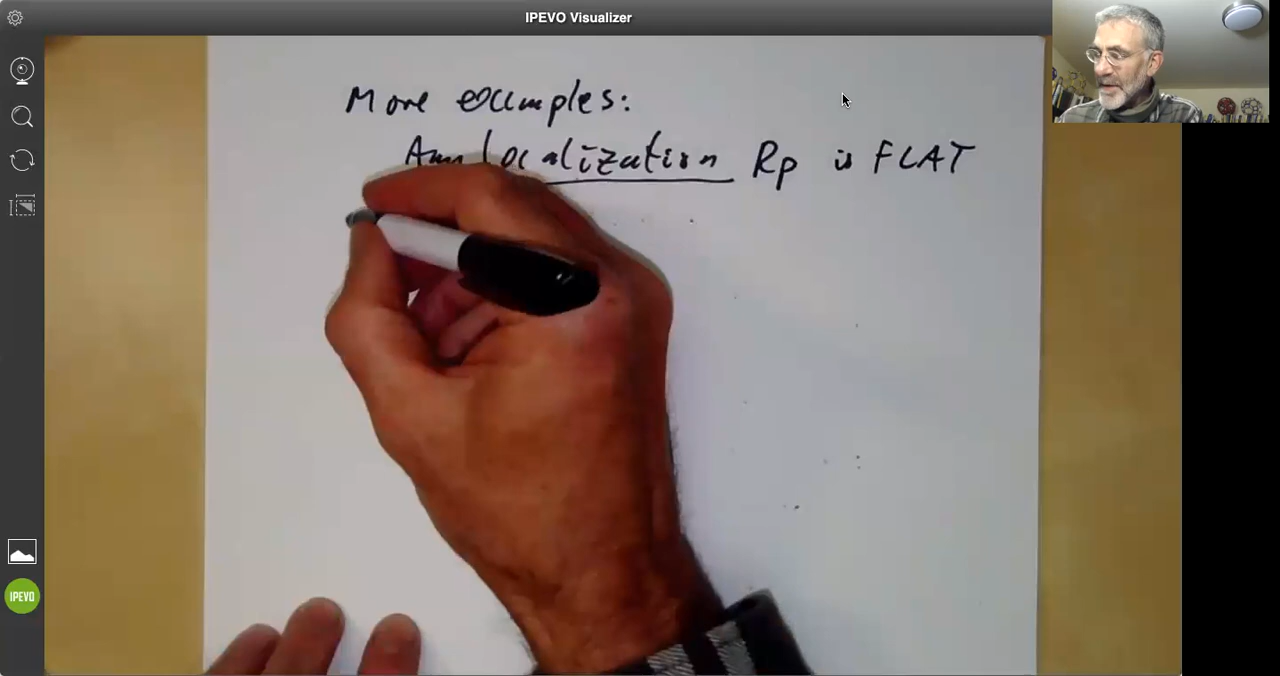 IPEVO Visualizer
More examples:
Any localization Rp is FLAT
IPEVO